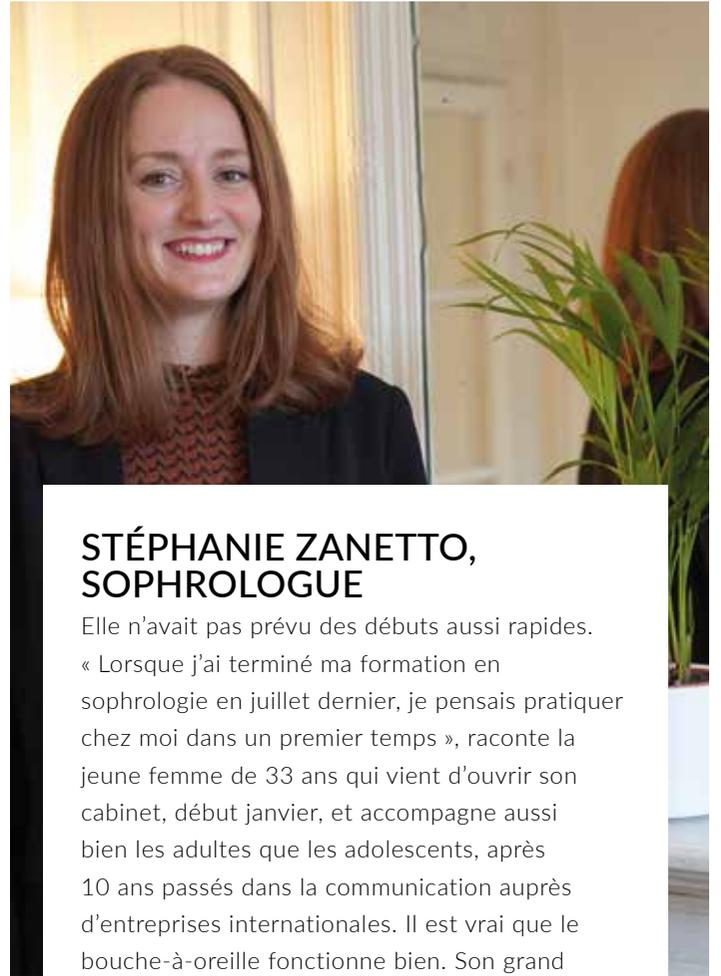 STÉPHANIE ZANETTO,
SOPHROLOGUE
Elle n’avait pas prévu des débuts aussi rapides.
« Lorsque j’ai terminé ma formation en
sophrologie en juillet dernier, je pensais pratiquer
chez moi dans un premier temps », raconte la
jeune femme de 33 ans qui vient d’ouvrir son
cabinet, début janvier, et accompagne aussi
bien les adultes que les adolescents, après
10 ans passés dans la communication auprès
d’entreprises internationales. Il est vrai que le
bouche-à-oreille fonctionne bien. Son grand